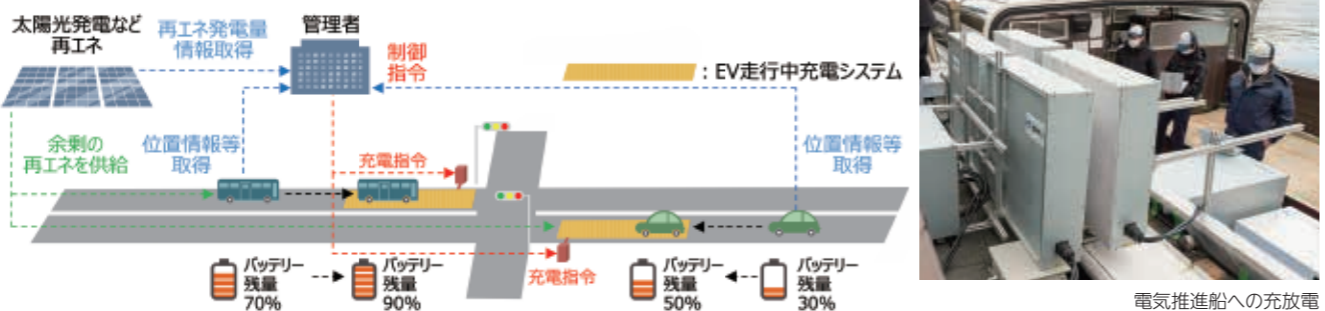 太陽光発電など
再エネ
再エネ発電量
情報取得
管理者
制御
指令
：EV走行中充電システム
余剰の
再エネを供給
位置情報等
取得
充電指令
位置情報等
取得
充電指令
バッテリー
残量
70%
バッテリー
残量
90%
バッテリー
残量
50%
バッテリー
残量
30%
電気推進船への充放電